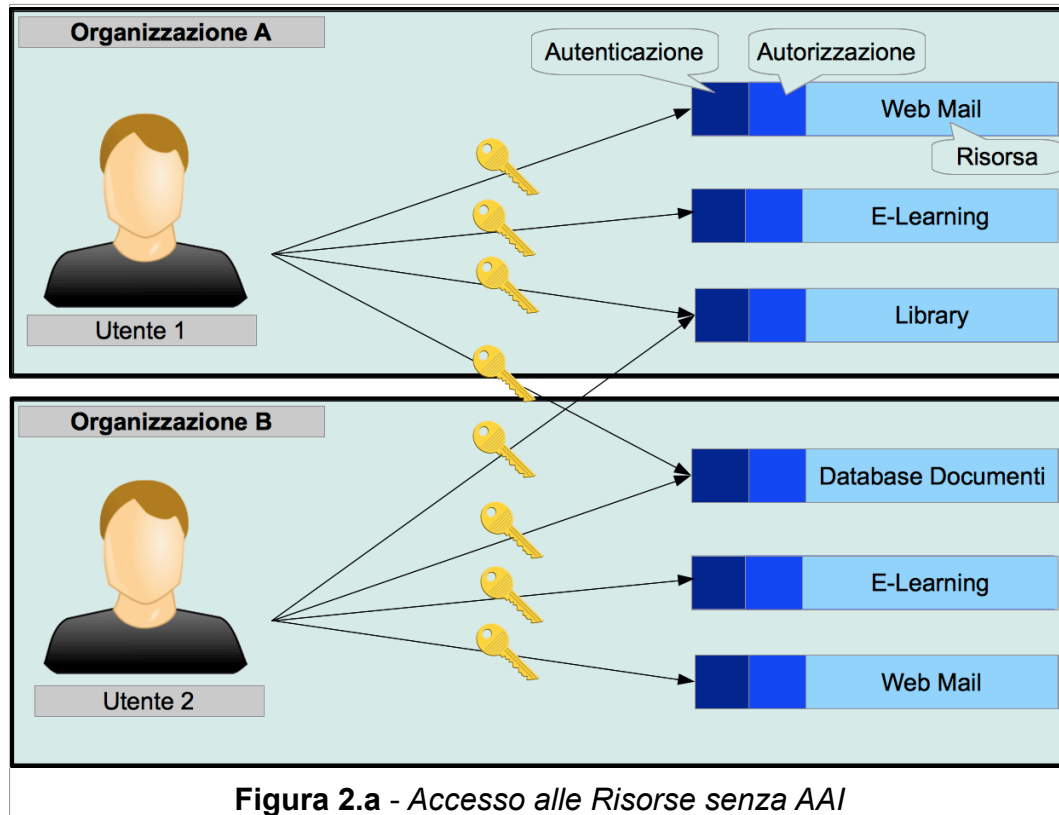 Organizzazione A
Autenticazione
Autorizzazione
Web Mail
Risorsa
E-Learning
Library
Utente 1
Organizzazione B
Database Documenti
E-Learning
Web Mail
Utente 2
Figura 2.a - Accesso alle Risorse senza AAI